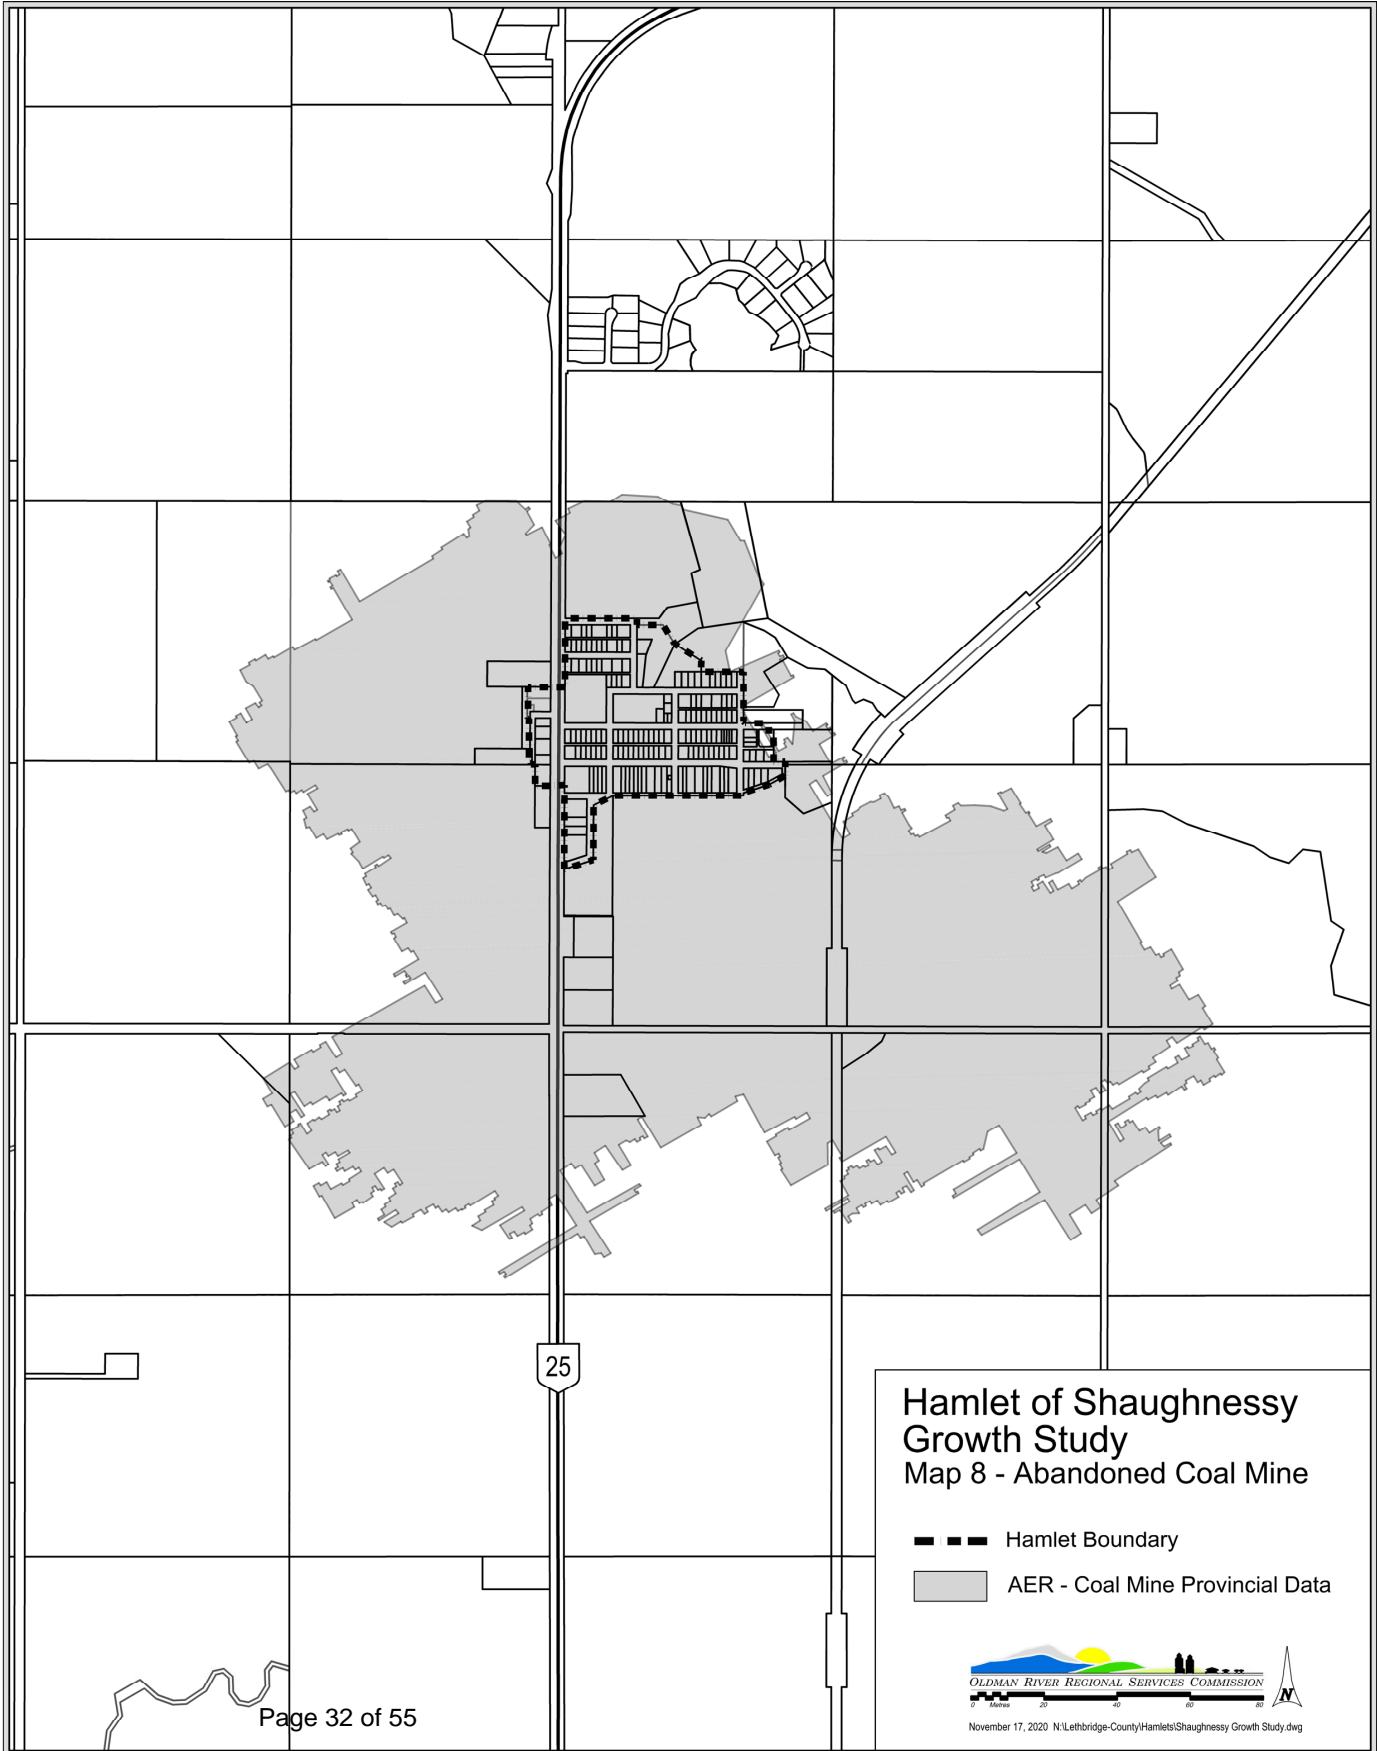 25
Hamlet of Shaughnessy
Growth Study
Map 8 - Abandoned Coal Mine
Hamlet Boundary
AER - Coal Mine Provincial Data
OLDMAN RIVER REGIONAL SERVICES COMMISSION
0 Metres 20 40 60 80
N
November 17, 2020 N:\Lethbridge-County\Hamlets\Shaughnessy Growth Study.dwg
Page 32 of 55